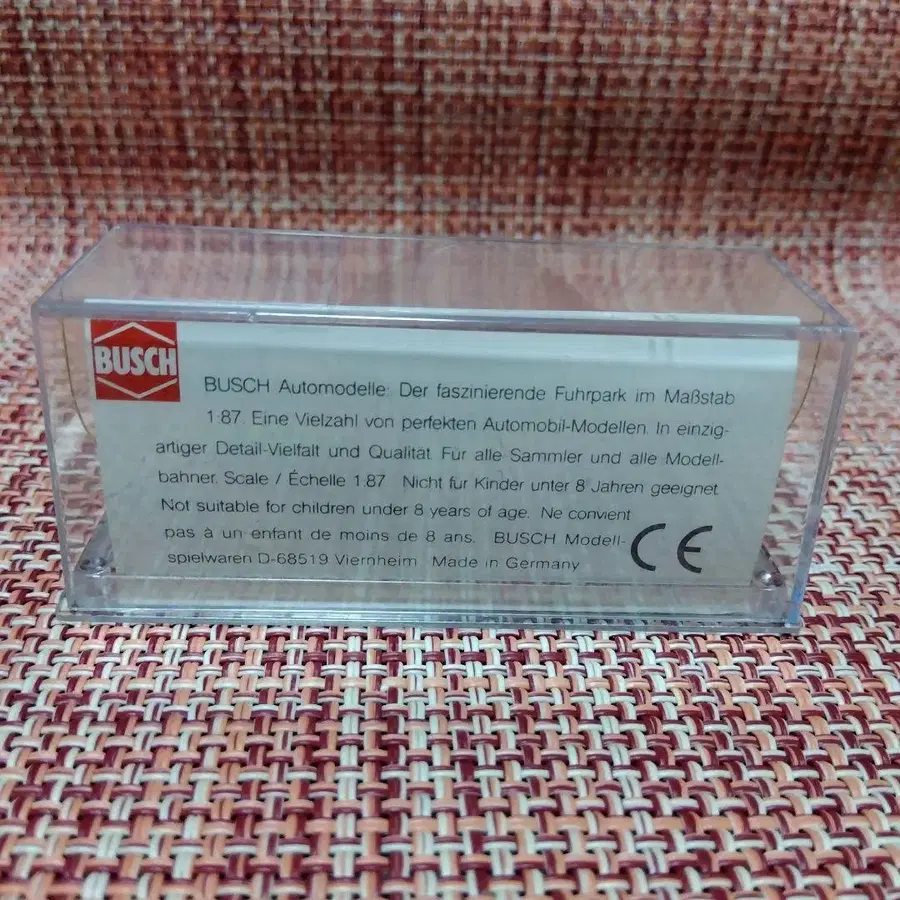 BUSCH
BUSCH Automodelle: Der faszinierende Fuhrpark im Maßstab
1:87. Eine Vielzahl von perfekten Automobil-Modellen. In einzig-
artiger Detail-Vielfalt und Qualität. Für alle Sammler und alle Modell-
bahner. Scale / Échelle 1:87 Nicht für Kinder unter 8 Jahren geeignet
Not suitable for children under 8 years of age. Ne convient
pas à un enfant de moins de 8 ans. BUSCH Modell-
spielwaren D-68519 Viernheim Made in Germany
CE